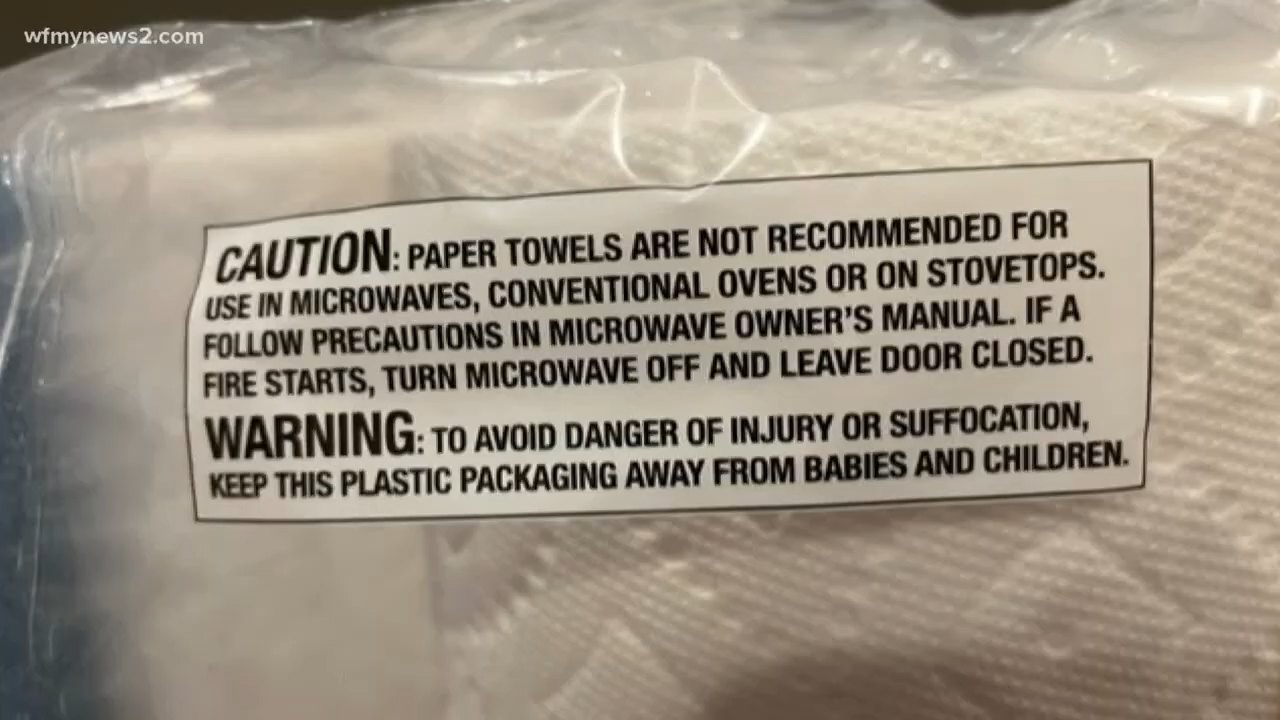 wfmynews2.com
CAUTION: PAPER TOWELS ARE NOT RECOMMENDED FOR
USE IN MICROWAVES, CONVENTIONAL OVENS OR ON STOVETOPS.
FOLLOW PRECAUTIONS IN MICROWAVE OWNER'S MANUAL. IF A
FIRE STARTS, TURN MICROWAVE OFF AND LEAVE DOOR CLOSED.
WARNING: TO AVOID DANGER OF INJURY OR SUFFOCATION,
KEEP THIS PLASTIC PACKAGING AWAY FROM BABIES AND CHILDREN.